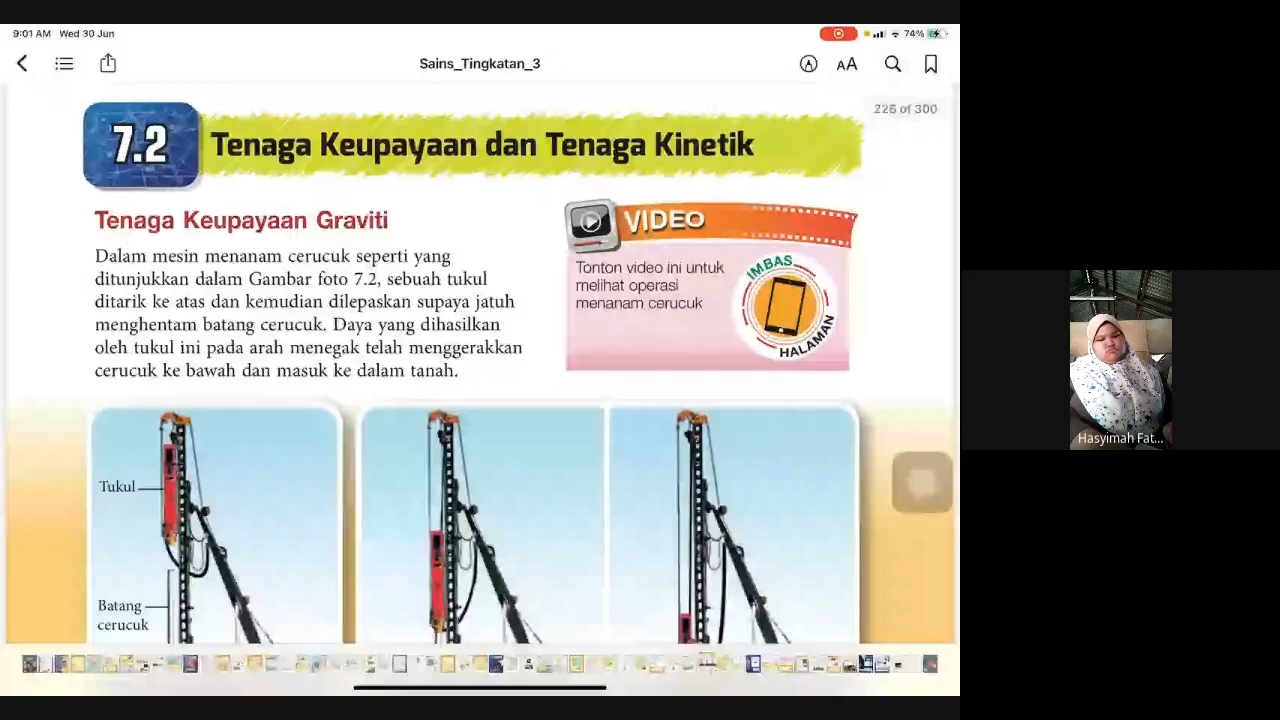 9:01 AM Wed 30 Jun
74%
Sains_Tingkatan_3
AA
226 of 300
7.2
Tenaga Keupayaan dan Tenaga Kinetik
Tenaga Keupayaan Graviti
Dalam mesin menanam cerucuk seperti yang
ditunjukkan dalam Gambar foto 7.2, sebuah tukul
ditarik ke atas dan kemudian dilepaskan supaya jatuh
menghentam batang cerucuk. Daya yang dihasilkan
oleh tukul ini pada arah menegak telah menggerakkan
cerucuk ke bawah dan masuk ke dalam tanah.
VIDEO
Tonton video ini untuk
melihat operasi
menanam cerucuk
IMBAS
HALAMAN
Tukul
Batang
cerucuk
Hasyimah Fat...